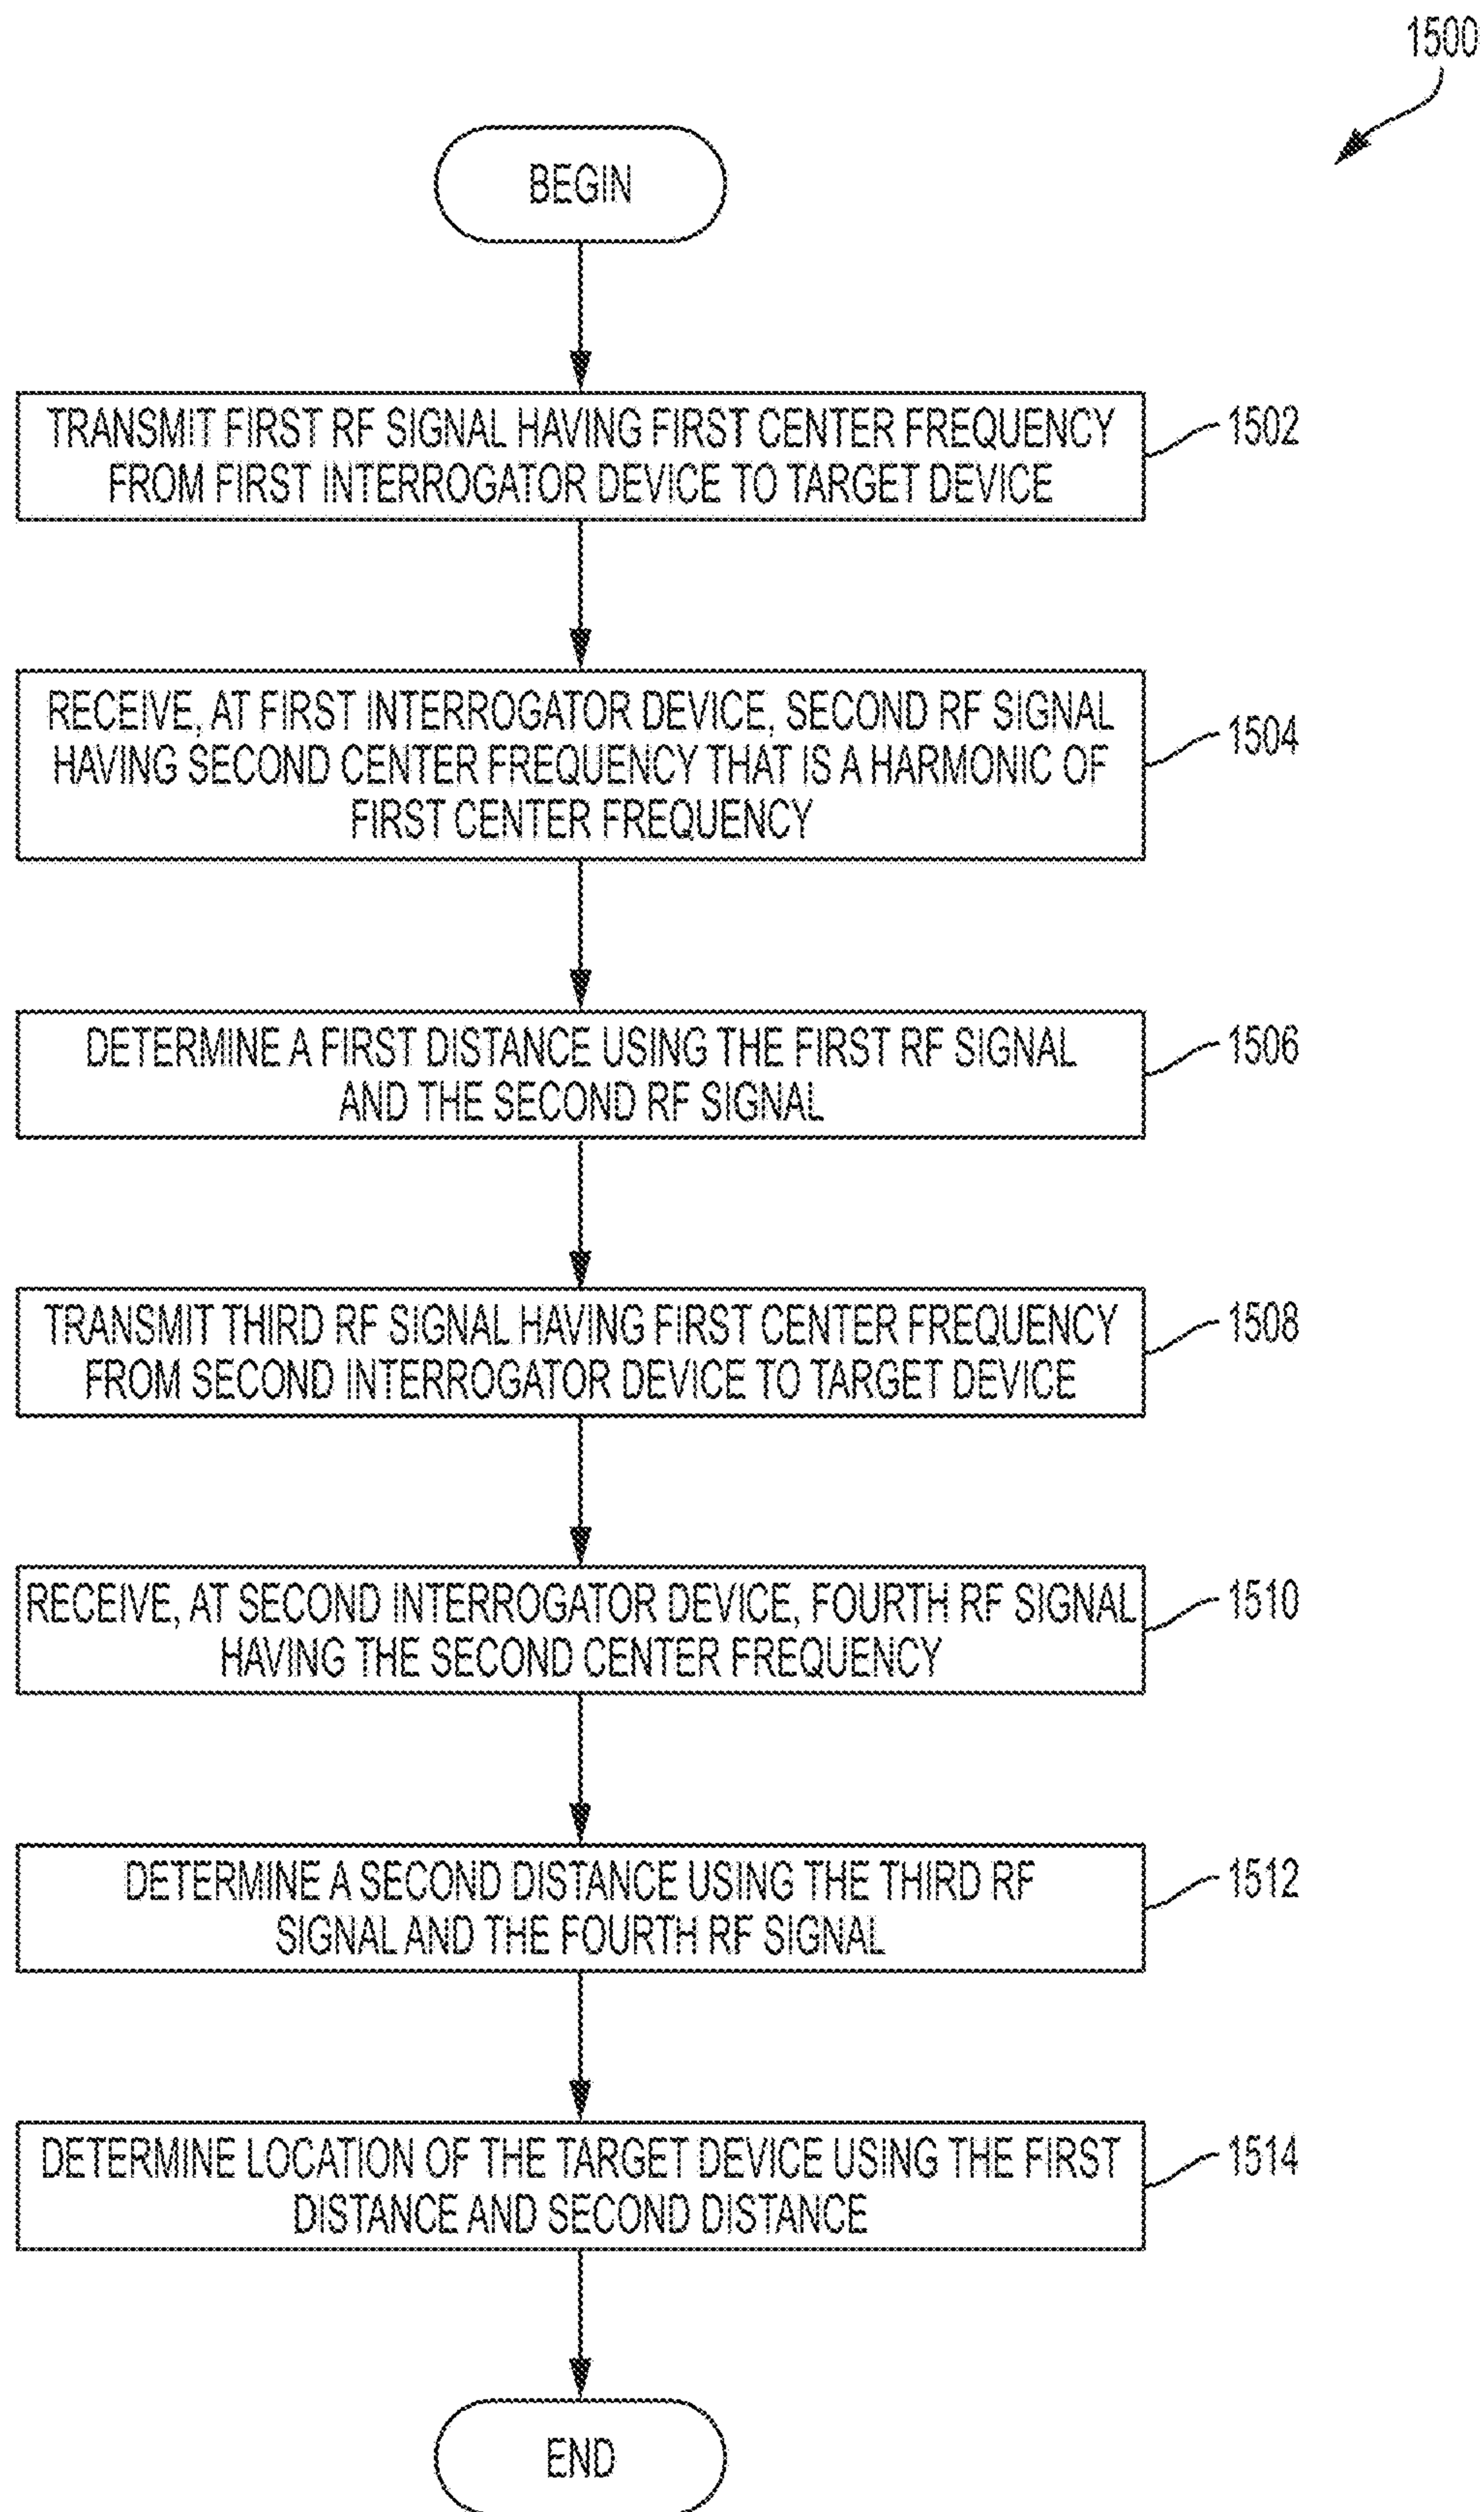 1500
BEGIN
TRANSMIT FIRST RF SIGNAL HAVING FIRST CENTER FREQUENCY
FROM FIRST INTERROGATOR DEVICE TO TARGET DEVICE
1502
RECEIVE, AT FIRST INTERROGATOR DEVICE, SECOND RF SIGNAL
HAVING SECOND CENTER FREQUENCY THAT IS A HARMONIC OF
FIRST CENTER FREQUENCY
1504
DETERMINE A FIRST DISTANCE USING THE FIRST RF SIGNAL
AND THE SECOND RF SIGNAL
1506
TRANSMIT THIRD RF SIGNAL HAVING FIRST CENTER FREQUENCY
FROM SECOND INTERROGATOR DEVICE TO TARGET DEVICE
1508
RECEIVE, AT SECOND INTERROGATOR DEVICE, FOURTH RF SIGNAL
HAVING THE SECOND CENTER FREQUENCY
1510
DETERMINE A SECOND DISTANCE USING THE THIRD RF
SIGNAL AND THE FOURTH RF SIGNAL
1512
DETERMINE LOCATION OF THE TARGET DEVICE USING THE FIRST
DISTANCE AND SECOND DISTANCE
1514
END